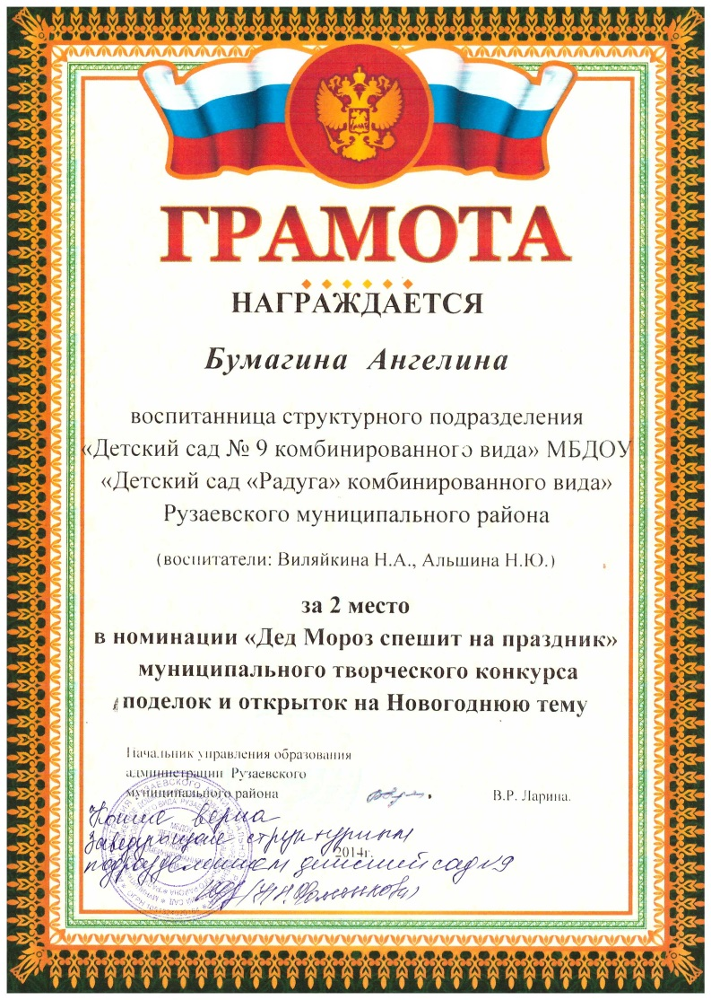 ГРАМОТА
НАГРАЖДАЕТСЯ
Бумагина Ангелина
воспитанница структурного подразделения
«Детский сад № 9 комбинированного вида» МБДОУ
«Детский сад «Радуга» комбинированного вида»
Рузаевского муниципального района
(воспитатели: Виляйкина Н.А., Альшина Н.Ю.)
за 2 место
в номинации «Дед Мороз спешит на праздник»
муниципального творческого конкурса
поделок и открыток на Новогоднюю тему
Начальник управления образования
администрации Рузаевского
муниципального района В.Р. Ларина.
Копия верна
Заведующие структурным
2014г.
подразделением детский сад №9